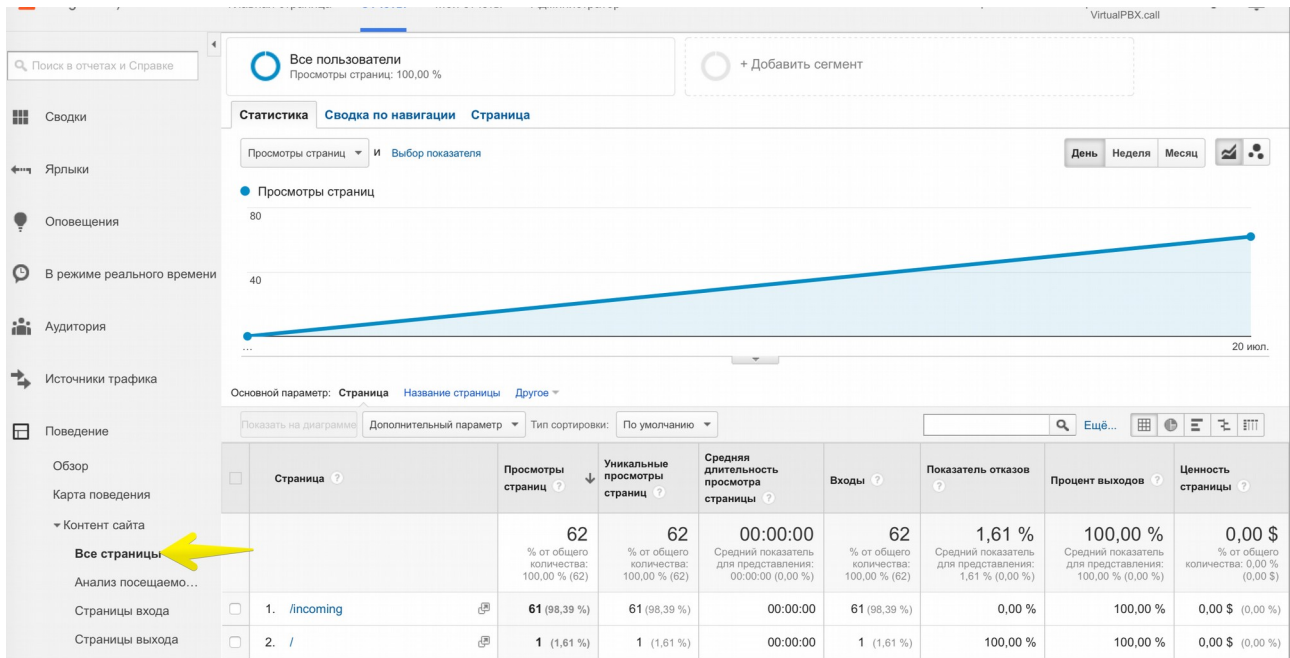 VirtualPBX.call
Поиск в отчетах и Справке
Сводки
Ярлыки
Оповещения
В режиме реального времени
Аудитория
Источники трафика
Поведение
Обзор
Карта поведения
Контент сайта
Все страницы
Анализ посещаемо...
Страницы входа
Страницы выхода
Все пользователи
Просмотры страниц: 100,00 %
+ Добавить сегмент
Статистика Сводка по навигации Страница
Просмотры страниц и Выбор показателя
День Неделя Месяц
Просмотры страниц
80
40
...
20 июл.
Основной параметр: Страница Название страницы Другое
Показать на диаграмме Дополнительный параметр Тип сортировки: По умолчанию Ещё...
Страница ?
Просмотры страниц ?
Уникальные просмотры страниц ?
Средняя длительность просмотра страницы ?
Входы ?
Показатель отказов ?
Процент выходов ?
Ценность страницы ?
62 62 00:00:00 62 1,61 % 100,00 % 0,00 $
% от общего количества: 100,00 % (62)
% от общего количества: 100,00 % (62)
Средний показатель для представления: 00:00:00 (0,00 %)
% от общего количества: 100,00 % (62)
Средний показатель для представления: 1,61 % (0,00 %)
Средний показатель для представления: 100,00 % (0,00 %)
% от общего количества: 0,00 % (0,00 $)
1. /incoming 61 (98,39 %) 61 (98,39 %) 00:00:00 61 (98,39 %) 0,00 % 100,00 % 0,00 $ (0,00 %)
2. / 1 (1,61 %) 1 (1,61 %) 00:00:00 1 (1,61 %) 100,00 % 100,00 % 0,00 $ (0,00 %)